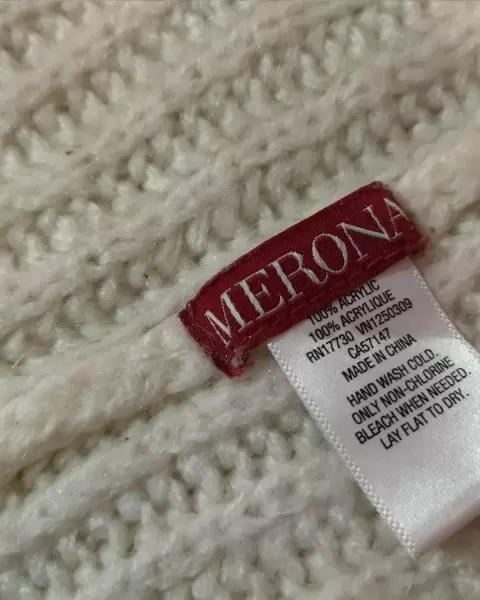 MERONA
100% ACRYLIC
100% ACRYLIQUE
RN17730 VN1250309
CA57147
MADE IN CHINA
HAND WASH COLD.
ONLY NON-CHLORINE
BLEACH WHEN NEEDED.
LAY FLAT TO DRY.